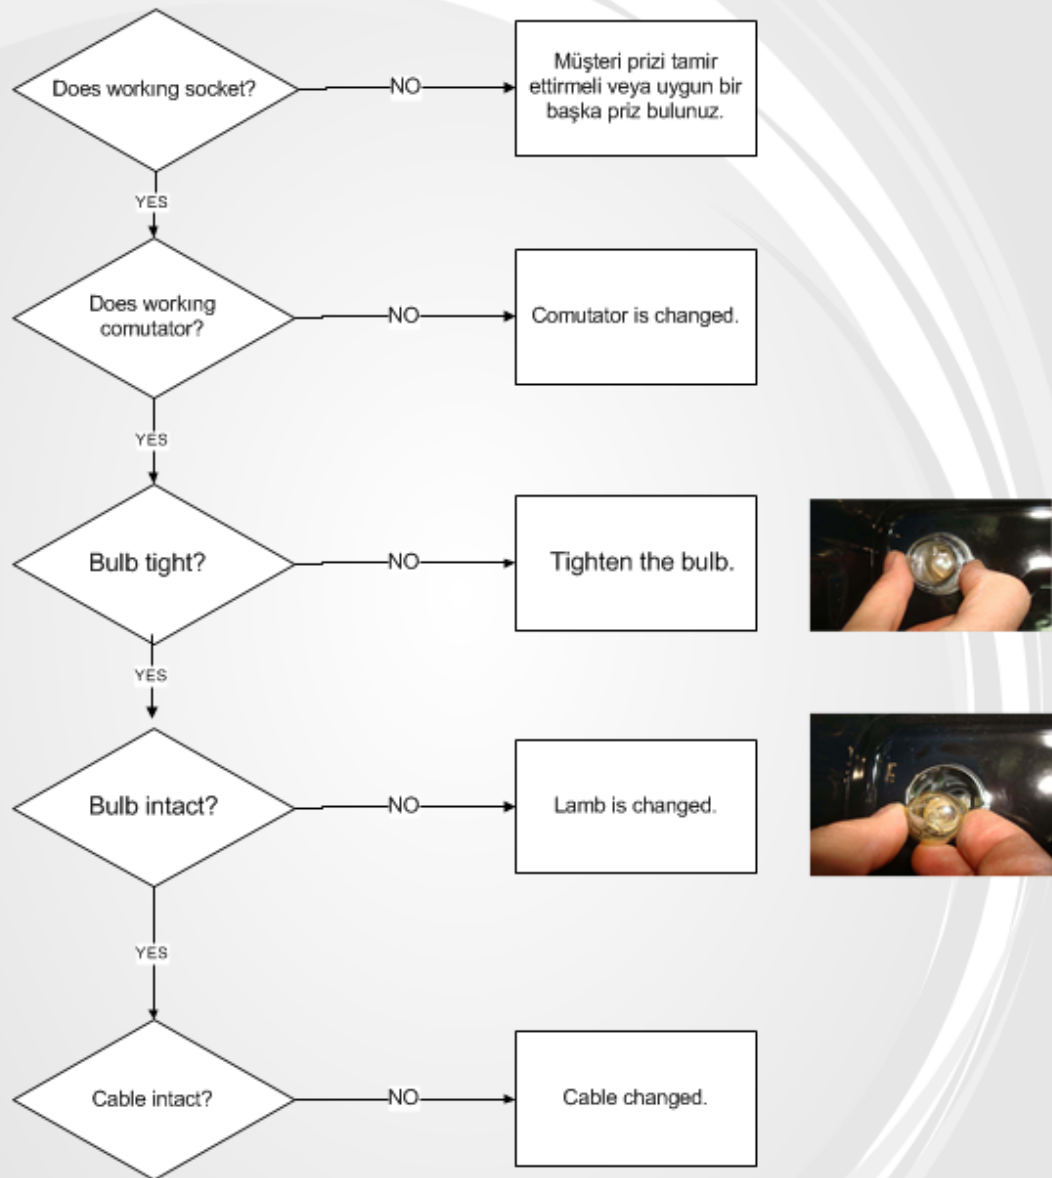 Does workıng socket?
NO
Müşteri prizi tamir
ettirmeli veya uygun bir
başka priz bulunuz.
YES
Does workıng
comutator?
NO
Comutator is changed.
YES
Bulb tight?
NO
Tighten the bulb.
YES
Bulb intact?
NO
Lamb is changed.
YES
Cable intact?
NO
Cable changed.